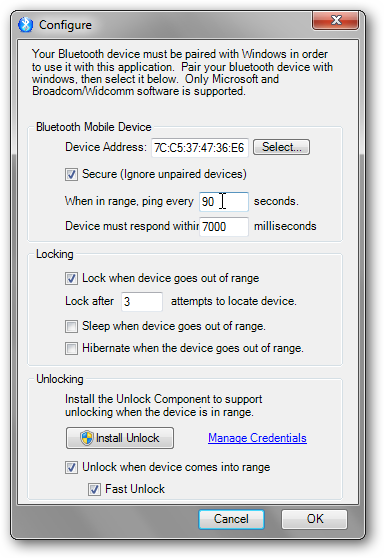 Configure
Your Bluetooth device must be paired with Windows in order
to use it with this application. Pair your bluetooth device with
windows, then select it below. Only Microsoft and
Broadcom/Widcomm software is supported.
Bluetooth Mobile Device
Device Address: 7C:C5:37:47:36:E6 Select...
Secure (Ignore unpaired devices)
When in range, ping every 90 seconds.
Device must respond within 7000 milliseconds
Locking
Lock when device goes out of range
Lock after 3 attempts to locate device.
Sleep when device goes out of range.
Hibernate when the device goes out of range.
Unlocking
Install the Unlock Component to support
unlocking when the device is in range.
Install Unlock Manage Credentials
Unlock when device comes into range
Fast Unlock
Cancel OK